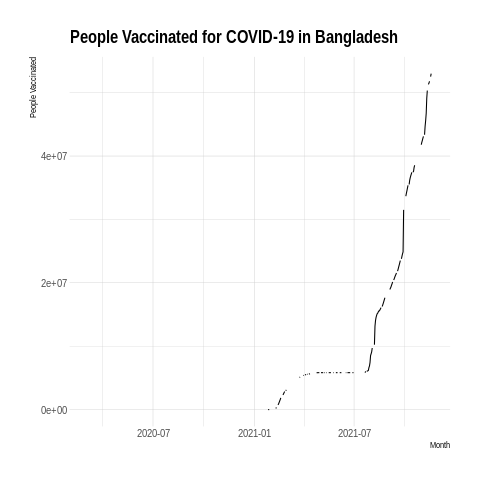 People Vaccinated for COVID-19 in Bangladesh
People Vaccinated
4e+07
2e+07
0e+00
2020-07 2021-01 2021-07
Month